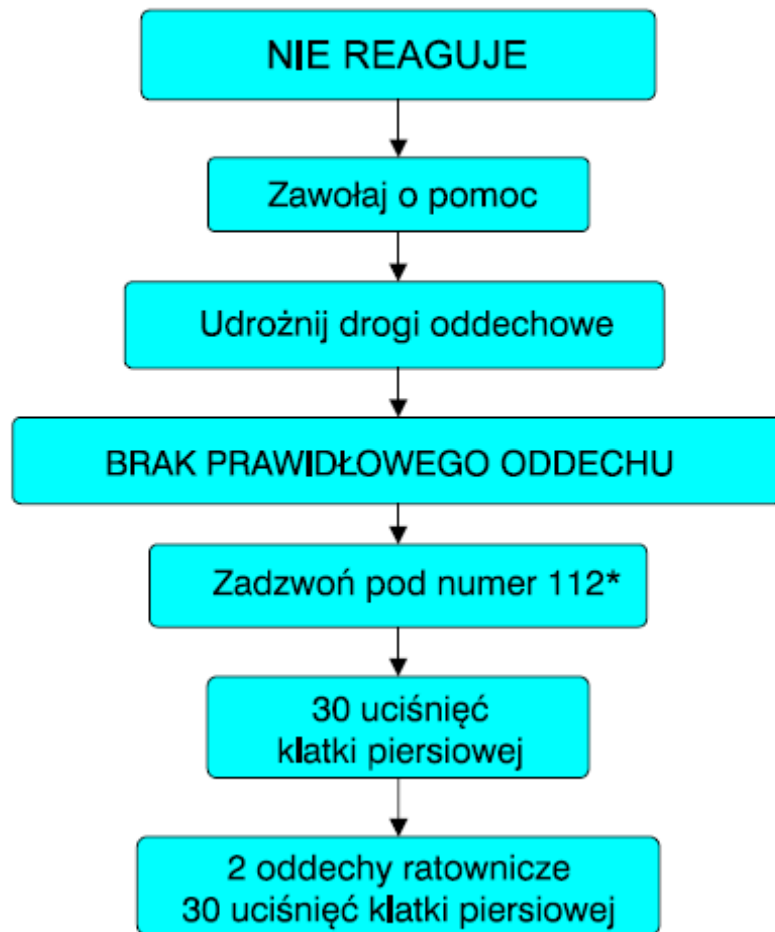 NIE REAGUJE
Zawołaj o pomoc
Udrożnij drogi oddechowe
BRAK PRAWIDŁOWEGO ODDECHU
Zadzwoń pod numer 112*
30 uciśnięć
klatki piersiowej
2 oddechy ratownicze
30 uciśnięć klatki piersiowej